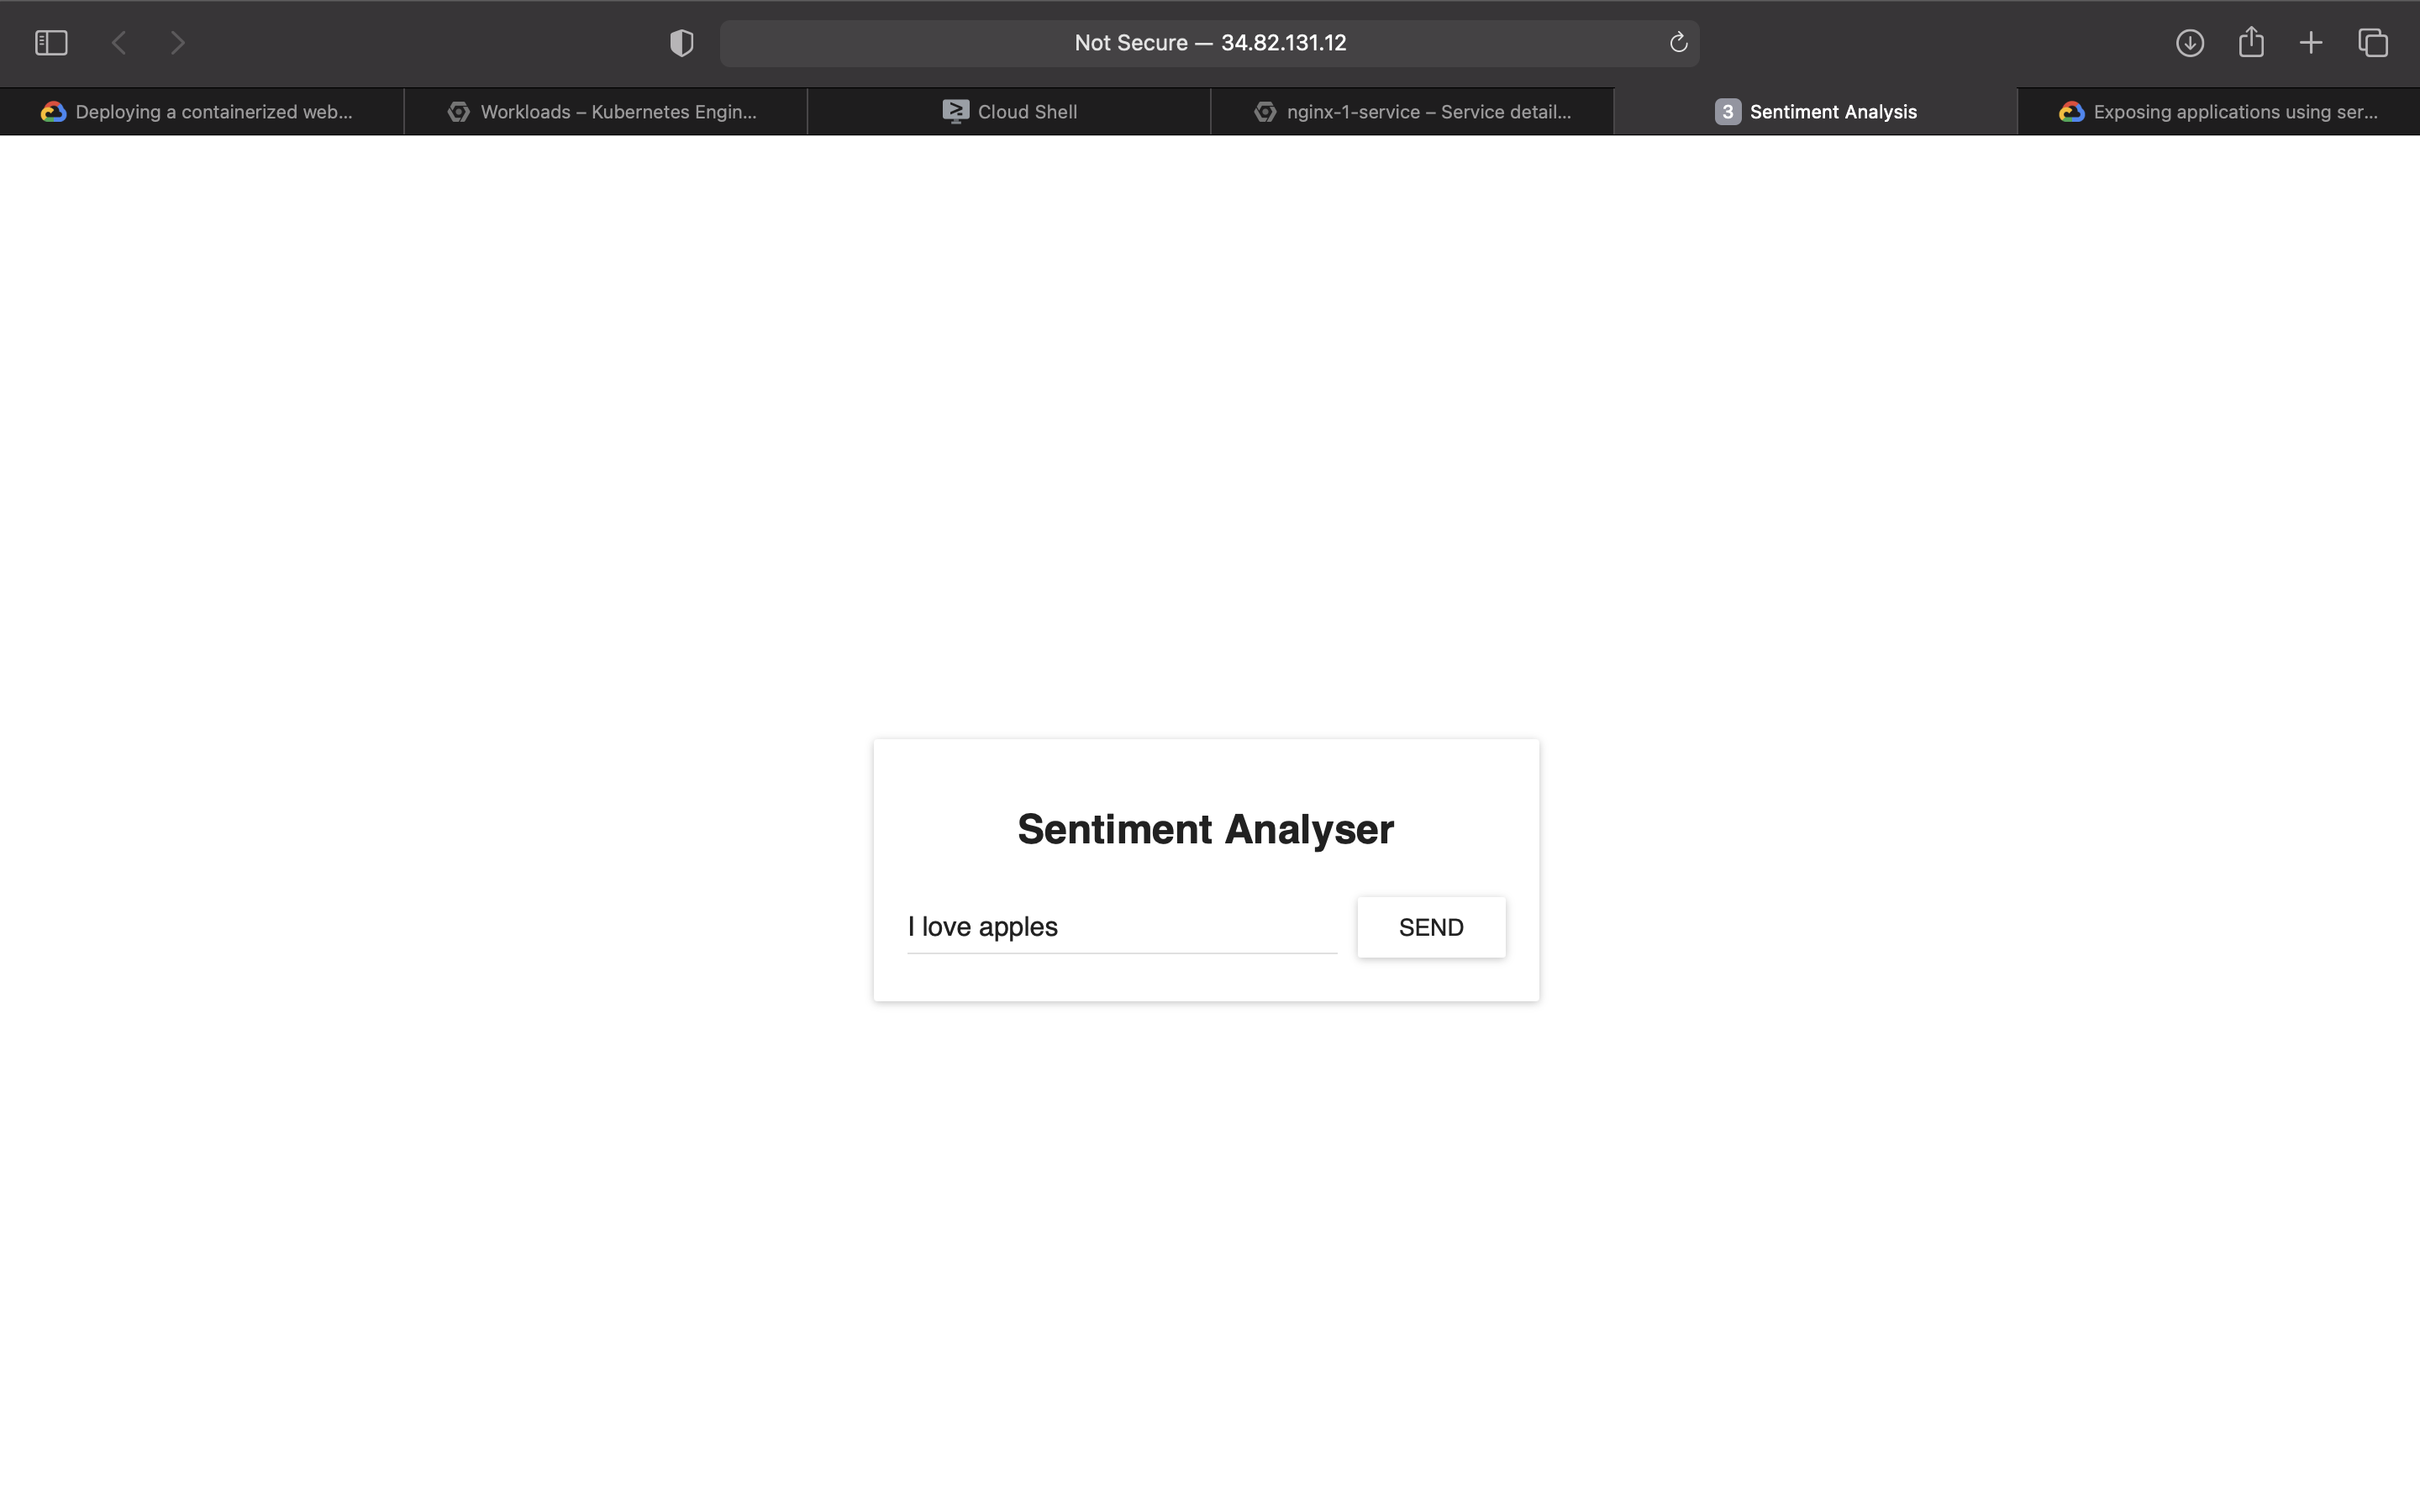 Not Secure — 34.82.131.12
Deploying a containerized web...
Workloads – Kubernetes Engin...
Cloud Shell
nginx-1-service – Service detail...
3 Sentiment Analysis
Exposing applications using ser...
Sentiment Analyser
I love apples
SEND